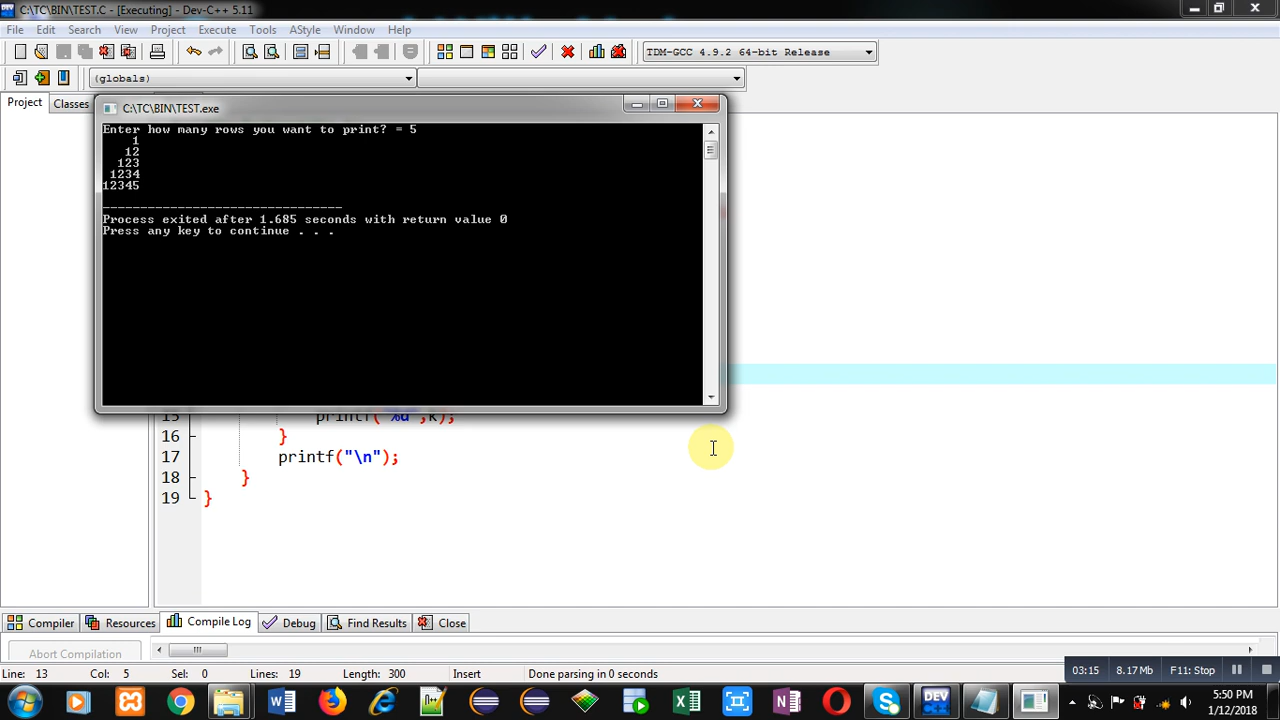 C:\TC\BIN\TEST.C - [Executing] - Dev-C++ 5.11
File Edit Search View Project Execute Tools AStyle Window Help
TDM-GCC 4.9.2 64-bit Release
(globals)
Project Classes
C:\TC\BIN\TEST.exe
Enter how many rows you want to print? = 5
1
12
123
1234
12345
--------------------------------
Process exited after 1.685 seconds with return value 0
Press any key to continue . . .
15 printf("%d",k);
16 }
17 printf("\n");
18 }
19 }
Compiler Resources Compile Log Debug Find Results Close
Abort Compilation
Line: 13 Col: 5 Sel: 0 Lines: 19 Length: 300 Insert Done parsing in 0 seconds
03:15 8.17 Mb F11: Stop
DEV
5:50 PM
1/12/2018